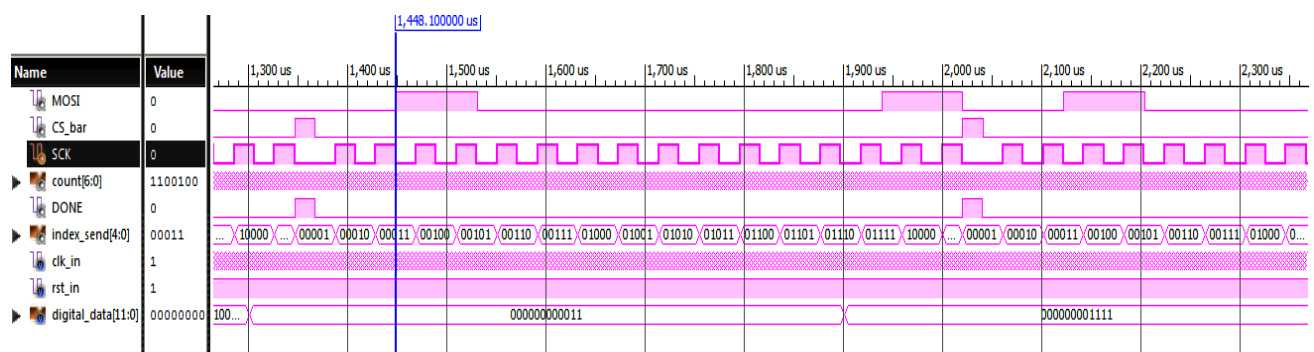 1,448.100000 us
Name Value 1,300 us 1,400 us 1,500 us 1,600 us 1,700 us 1,800 us 1,900 us 2,000 us 2,100 us 2,200 us 2,300 us
MOSI 0
CS_bar 0
SCK 0
count[6:0] 1100100
DONE 0
index_send[4:0] 00011 ... 10000 ... 00001 00010 00011 00100 00101 00110 00111 01000 01001 01010 01011 01100 01101 01110 01111 10000 ... 00001 00010 00011 00100 00101 00110 00111 01000 0...
clk_in 1
rst_in 1
digital_data[11:0] 00000000 100... 000000000011 000000001111